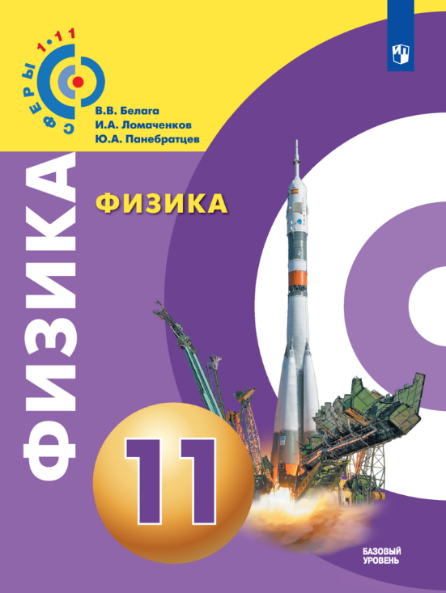 СФЕРЫ 1•11
В.В. Белага
И.А. Ломаченков
Ю.А. Панебратцев
ФИЗИКА
ФИЗИКА
11
БАЗОВЫЙ
УРОВЕНЬ